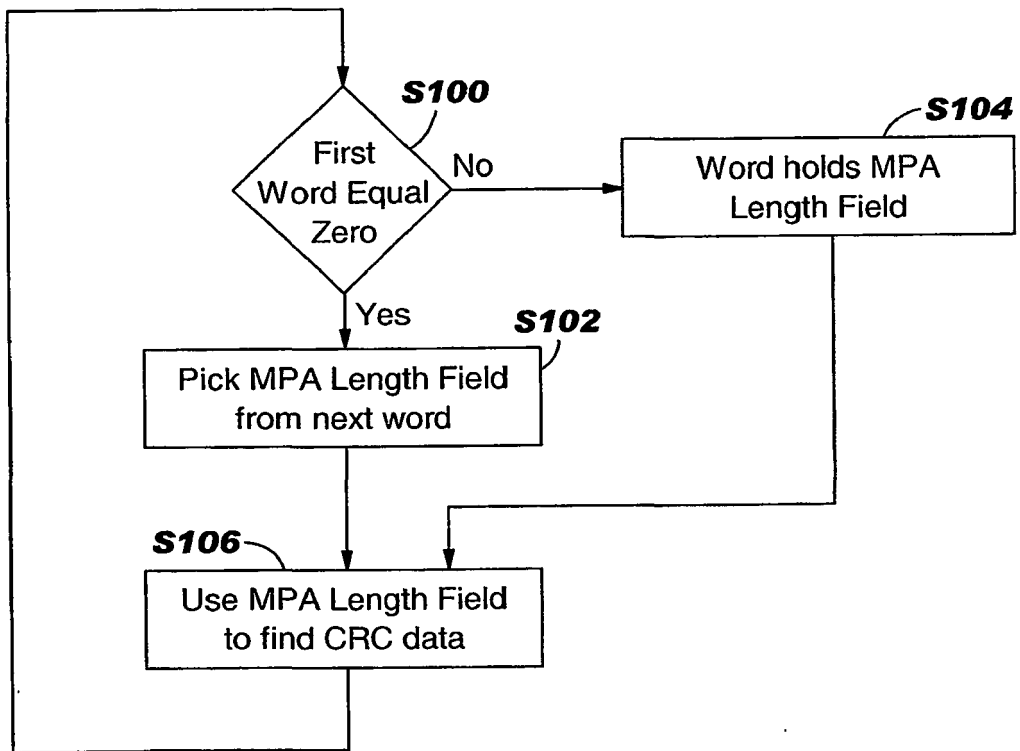 S100
First
Word Equal
Zero
No
S104
Word holds MPA
Length Field
Yes
S102
Pick MPA Length Field
from next word
S106
Use MPA Length Field
to find CRC data